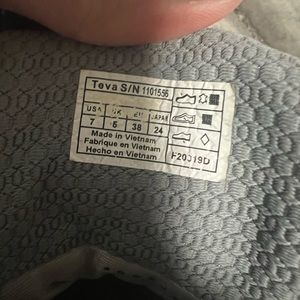 Teva S/N 1101556
USA UK EU JAPAN
7 5 38 24
Made in Vietnam
Fabrique en Vietnam
Hecho en Vietnam
F20319D